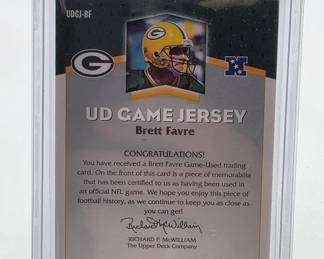 UDGJ-BF
G
N
UD GAME JERSEY
Brett Favre
CONGRATULATIONS!
You have received a Brett Favre Game-Used trading
card. On the front of this card is a piece of memorabilia
that has been certified to us as having been used in
an official NFL game. We hope you enjoy this piece of
football history, as we continue to keep you as close as
you can get!
Richard McWilliam
RICHARD P. McWILLIAM
The Upper Deck Company